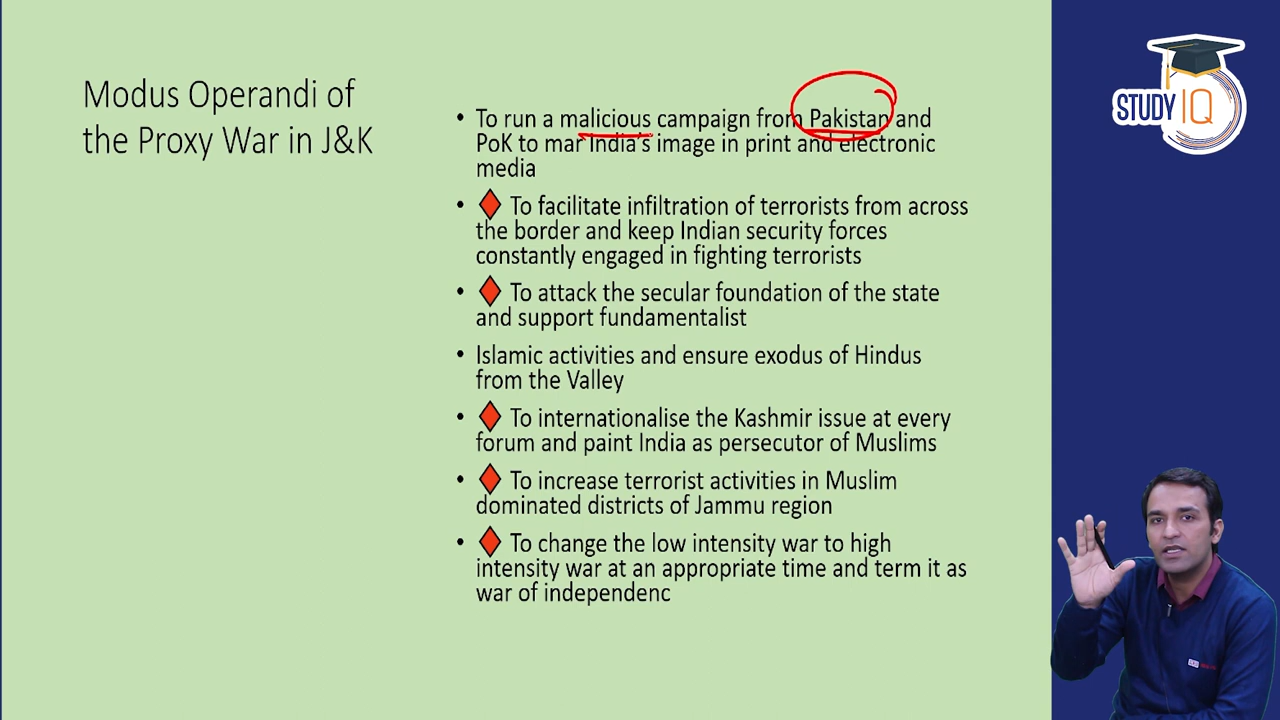 Modus Operandi of
the Proxy War in J&K
• To run a malicious campaign from Pakistan and
PoK to mar India's image in print and electronic
media
• ♦ To facilitate infiltration of terrorists from across
the border and keep Indian security forces
constantly engaged in fighting terrorists
• ♦ To attack the secular foundation of the state
and support fundamentalist
• Islamic activities and ensure exodus of Hindus
from the Valley
• ♦ To internationalise the Kashmir issue at every
forum and paint India as persecutor of Muslims
• ♦ To increase terrorist activities in Muslim
dominated districts of Jammu region
• ♦ To change the low intensity war to high
intensity war at an appropriate time and term it as
war of independenc
STUDY IQ